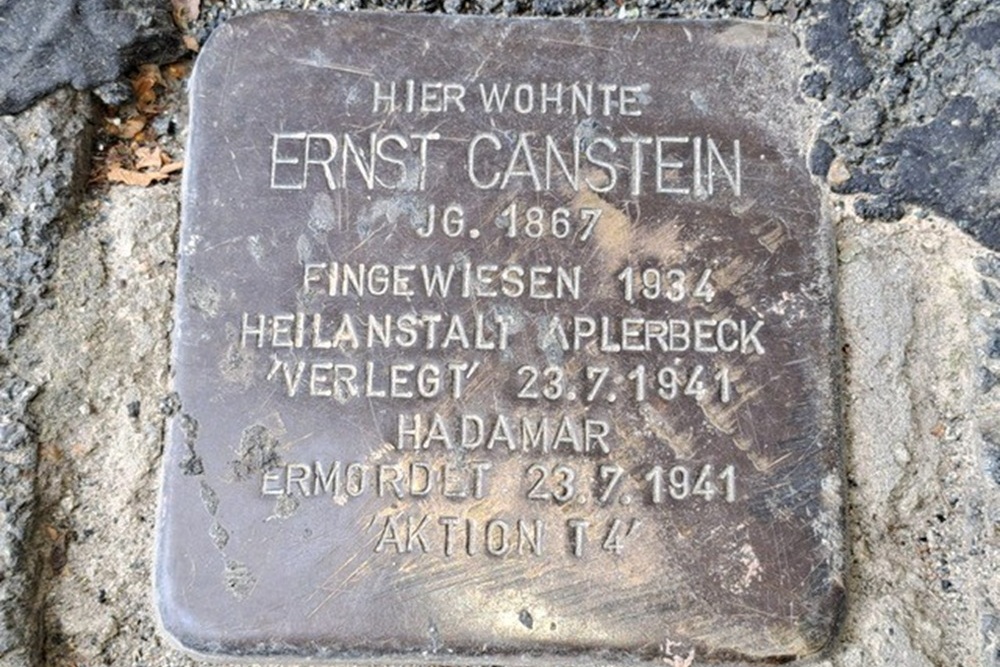 HIER WOHNTE
ERNST CANSTEIN
JG. 1867
EINGEWIESEN 1934
HEILANSTALT APLERBECK
'VERLEGT' 23.7.1941
HADAMAR
ERMORDET 23.7.1941
'AKTION T4'